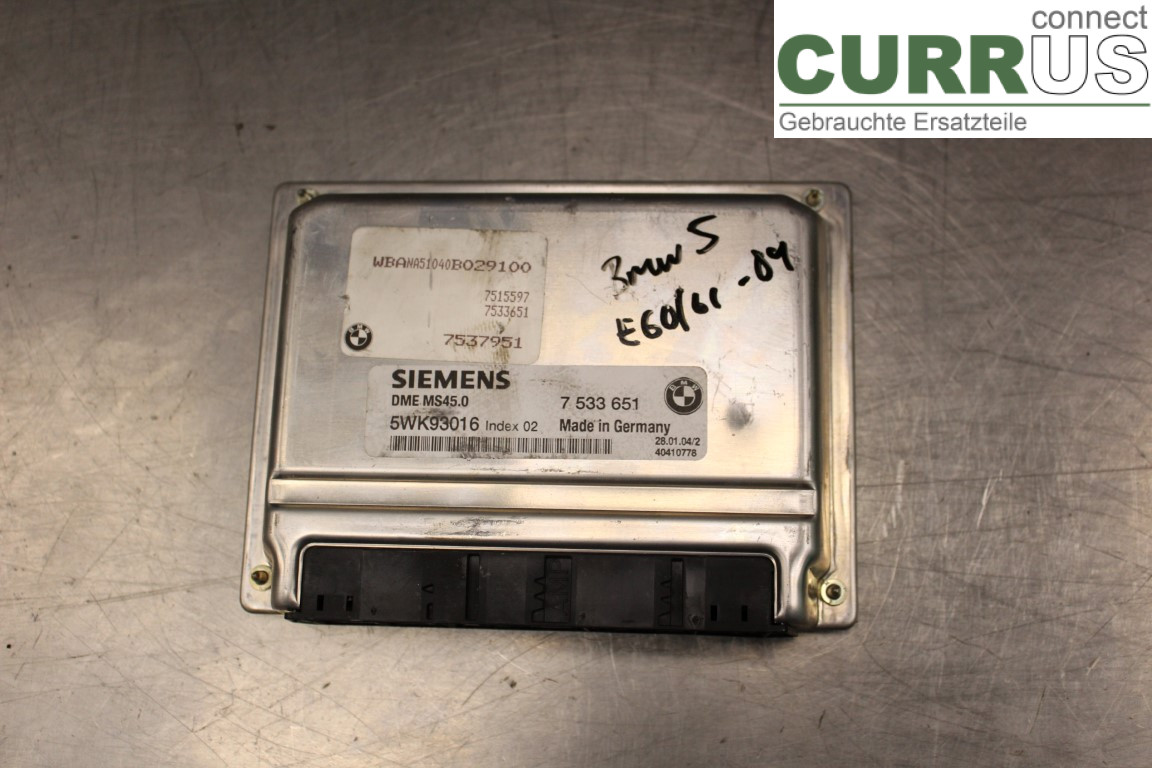 connect
CURRUS
Gebrauchte Ersatzteile
WBANA51040B029100
7515597
7533651
7537951
BMW 5
E60/61 -04
SIEMENS
DME MS45.0
7 533 651
5WK93016 Index 02 Made in Germany
28.01.04/2
40410778